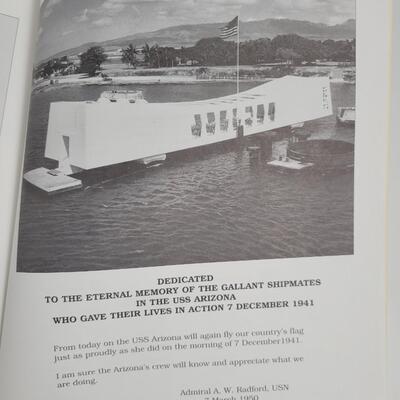 DEDICATED
TO THE ETERNAL MEMORY OF THE GALLANT SHIPMATES
IN THE USS ARIZONA
WHO GAVE THEIR LIVES IN ACTION 7 DECEMBER 1941
From today on the USS Arizona will again fly our country's flag
just as proudly as she did on the morning of 7 December1941.
I am sure the Arizona's crew will know and appreciate what we
are doing.
Admiral A. W. Radford, USN
7 March 1950